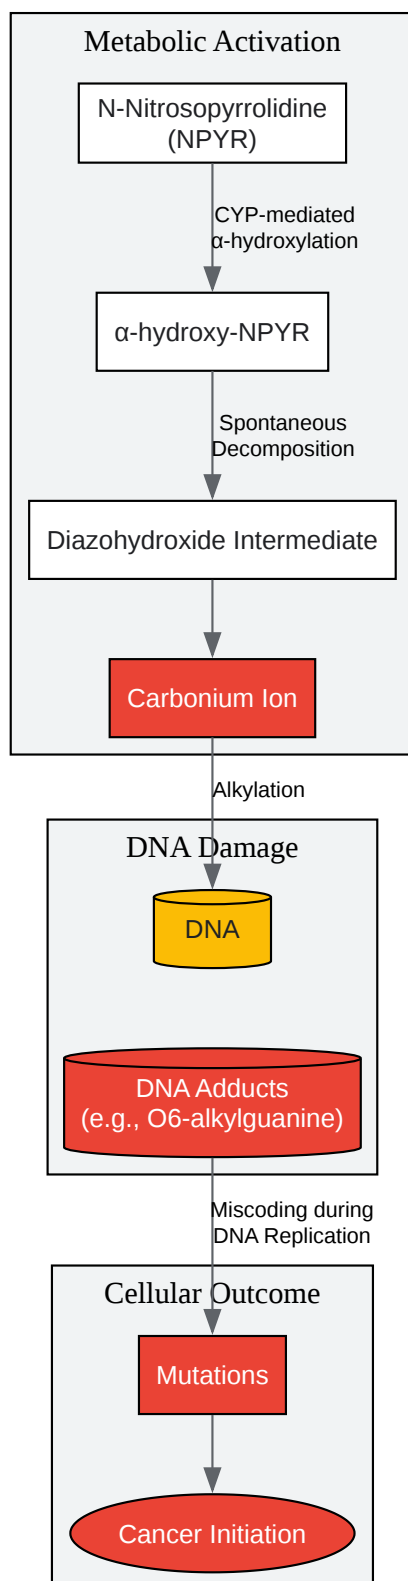 Metabolic Activation
N-Nitrosopyrrolidine
(NPYR)
CYP-mediated
α-hydroxylation
α-hydroxy-NPYR
Spontaneous
Decomposition
Diazohydroxide Intermediate
Carbonium Ion
Alkylation
DNA Damage
DNA
DNA Adducts
(e.g., O6-alkylguanine)
Miscoding during
DNA Replication
Cellular Outcome
Mutations
Cancer Initiation